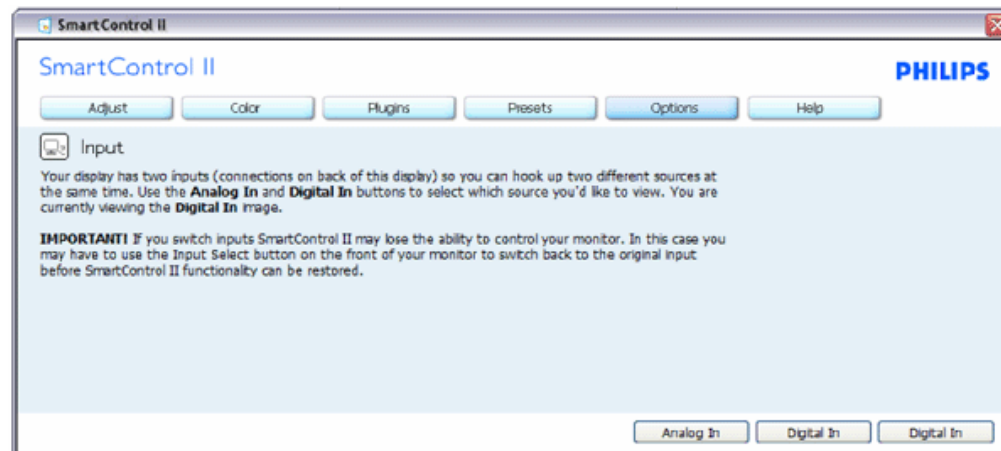 SmartControl II
SmartControl II
PHILIPS
Adjust
Color
Plugins
Presets
Options
Help
Input
Your display has two inputs (connections on back of this display) so you can hook up two different sources at
the same time. Use the Analog In and Digital In buttons to select which source you'd like to view. You are
currently viewing the Digital In image.
IMPORTANT! If you switch inputs SmartControl II may lose the ability to control your monitor. In this case you
may have to use the Input Select button on the front of your monitor to switch back to the original input
before SmartControl II functionality can be restored.
Analog In
Digital In
Digital In